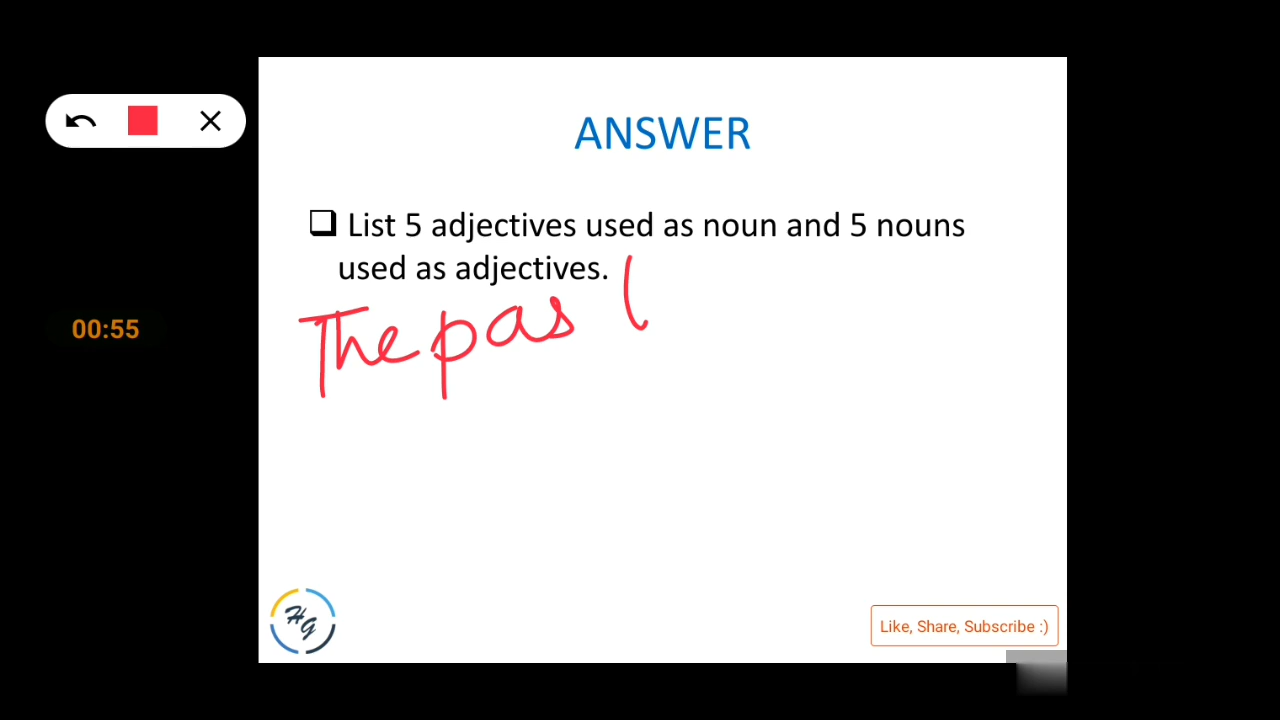 ANSWER
List 5 adjectives used as noun and 5 nouns
used as adjectives.
The pas
00:55
HG
Like, Share, Subscribe :)